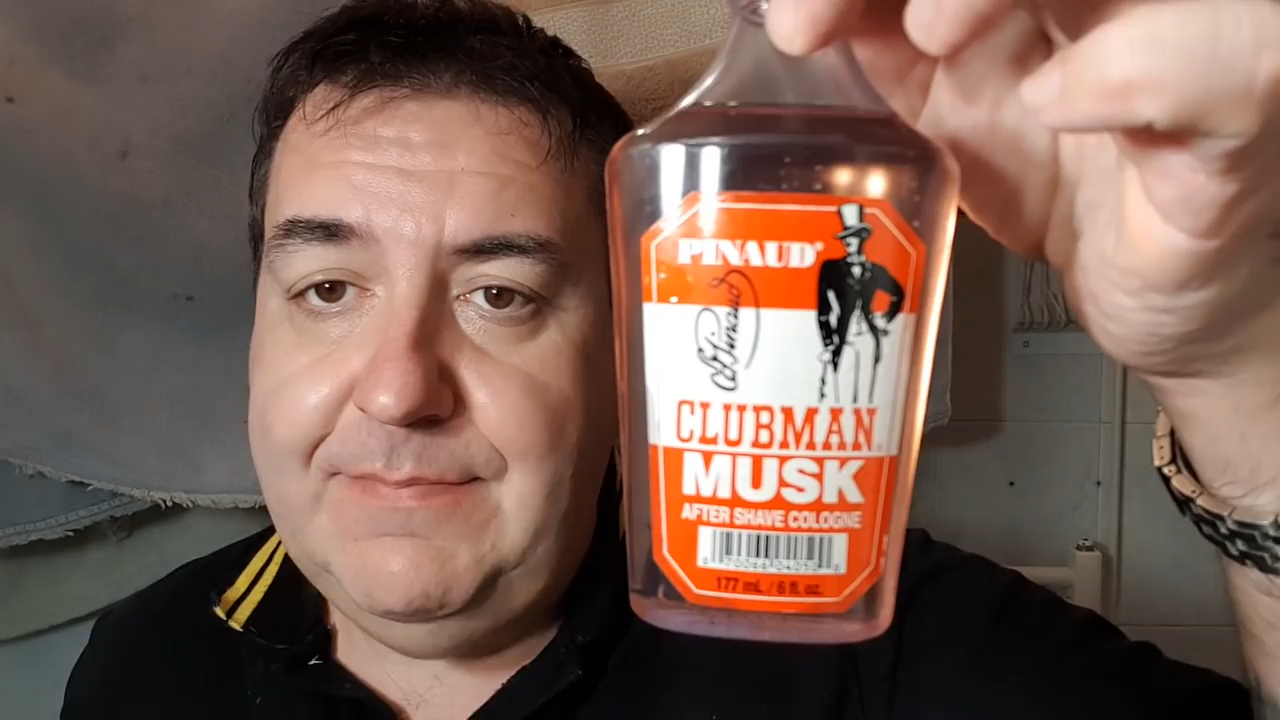 PINAUD®
Ed Pinaud
CLUBMAN®
MUSK
AFTER SHAVE COLOGNE
177 mL / 6 fl. oz.